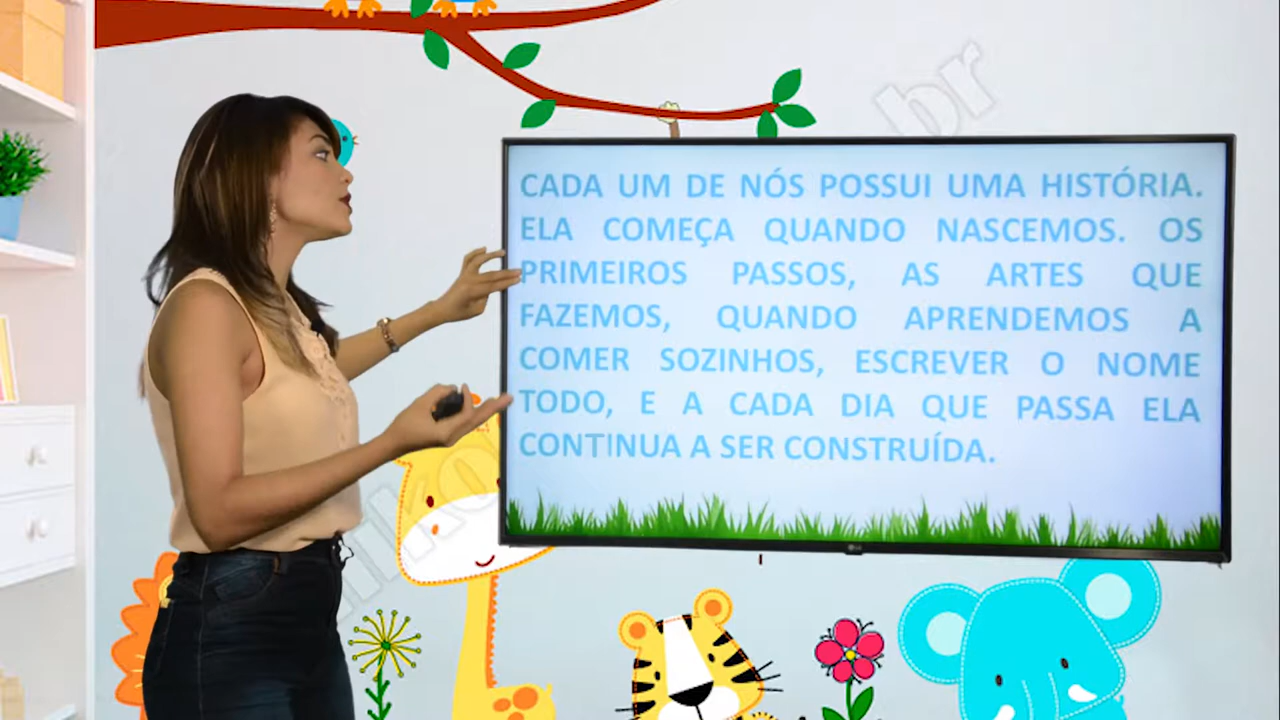 CADA UM DE NÓS POSSUI UMA HISTÓRIA.
ELA COMEÇA QUANDO NASCEMOS. OS
PRIMEIROS PASSOS, AS ARTES QUE
FAZEMOS, QUANDO APRENDEMOS A
COMER SOZINHOS, ESCREVER O NOME
TODO, E A CADA DIA QUE PASSA ELA
CONTINUA A SER CONSTRUÍDA.
LG